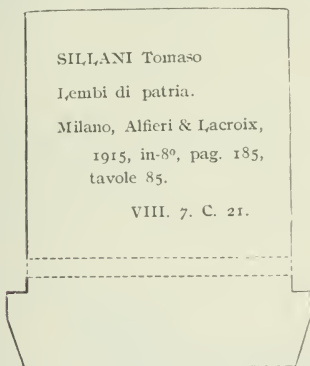 SILLANI Tomaso
Lembi di patria.
Milano, Alfieri & Lacroix,
1915, in-8º, pag. 185,
tavole 85.
VIII. 7. C. 21.